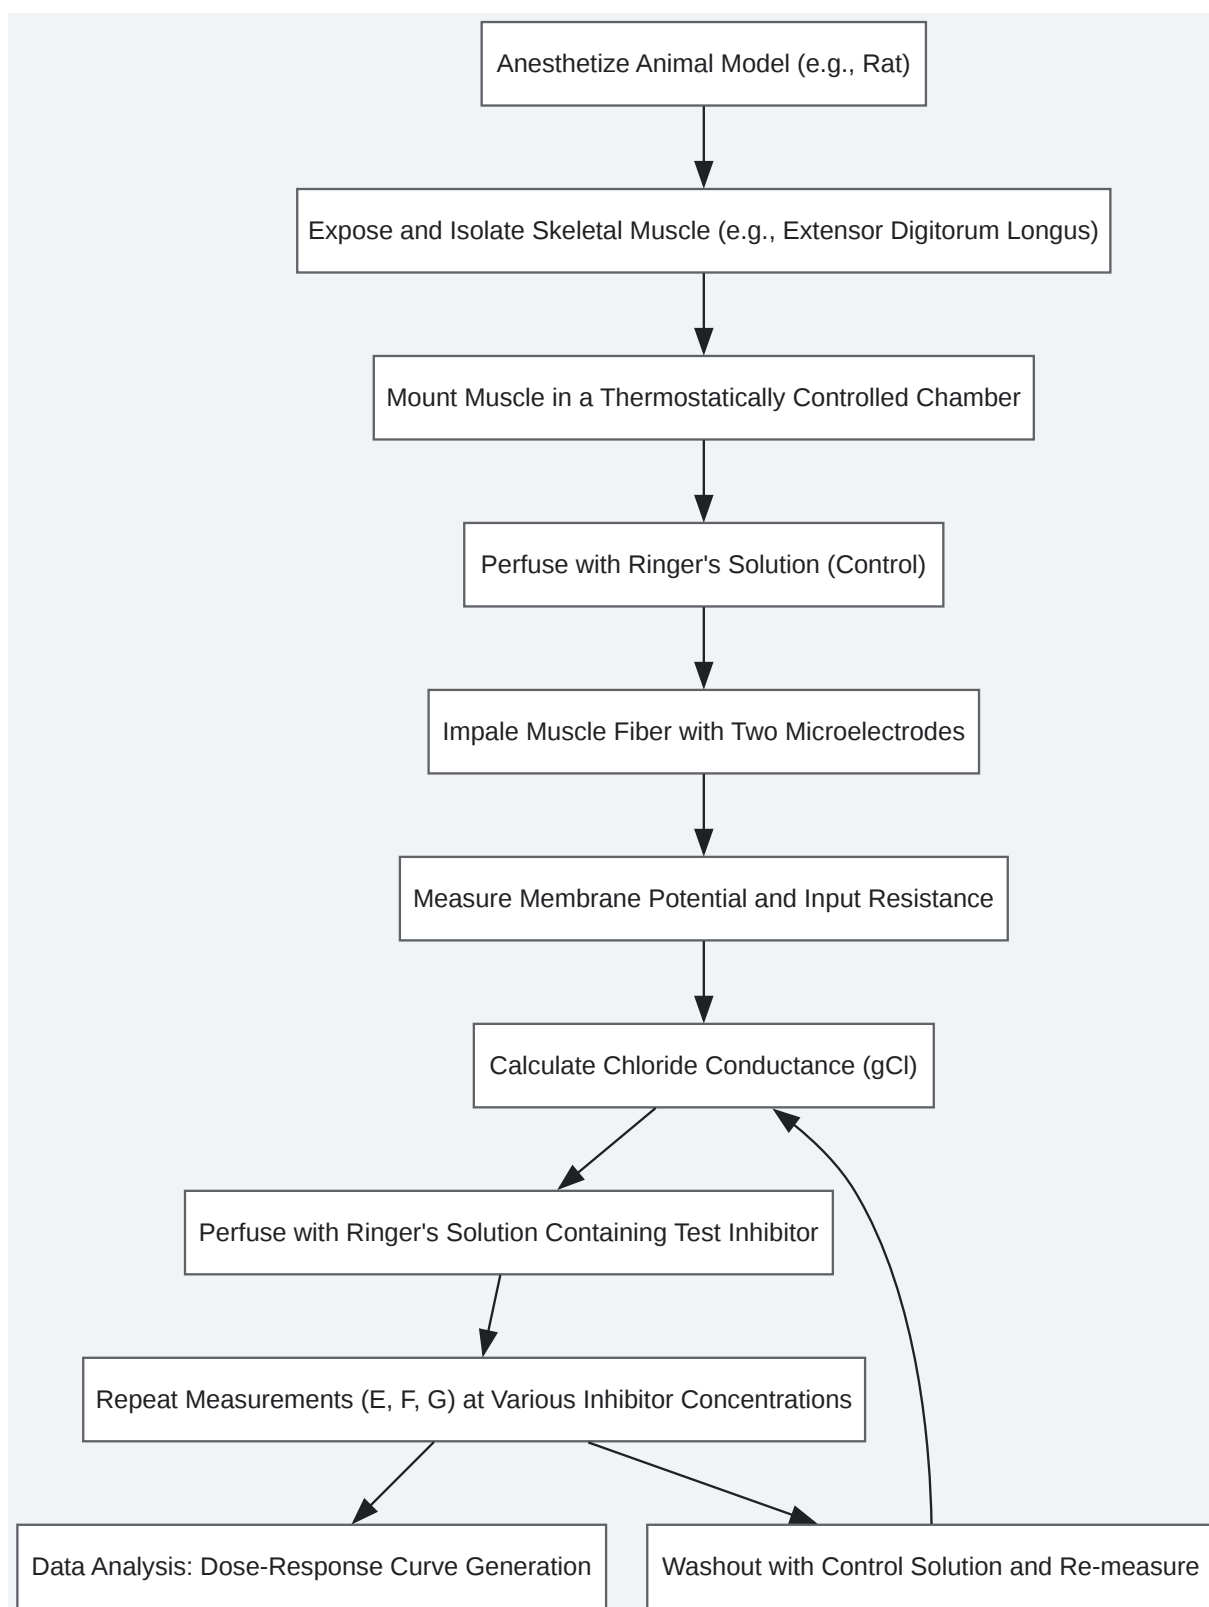 Anesthetize Animal Model (e.g., Rat)
Expose and Isolate Skeletal Muscle (e.g., Extensor Digitorum Longus)
Mount Muscle in a Thermostatically Controlled Chamber
Perfuse with Ringer's Solution (Control)
Impale Muscle Fiber with Two Microelectrodes
Measure Membrane Potential and Input Resistance
Calculate Chloride Conductance (gCl)
Perfuse with Ringer's Solution Containing Test Inhibitor
Repeat Measurements (E, F, G) at Various Inhibitor Concentrations
Data Analysis: Dose-Response Curve Generation
Washout with Control Solution and Re-measure